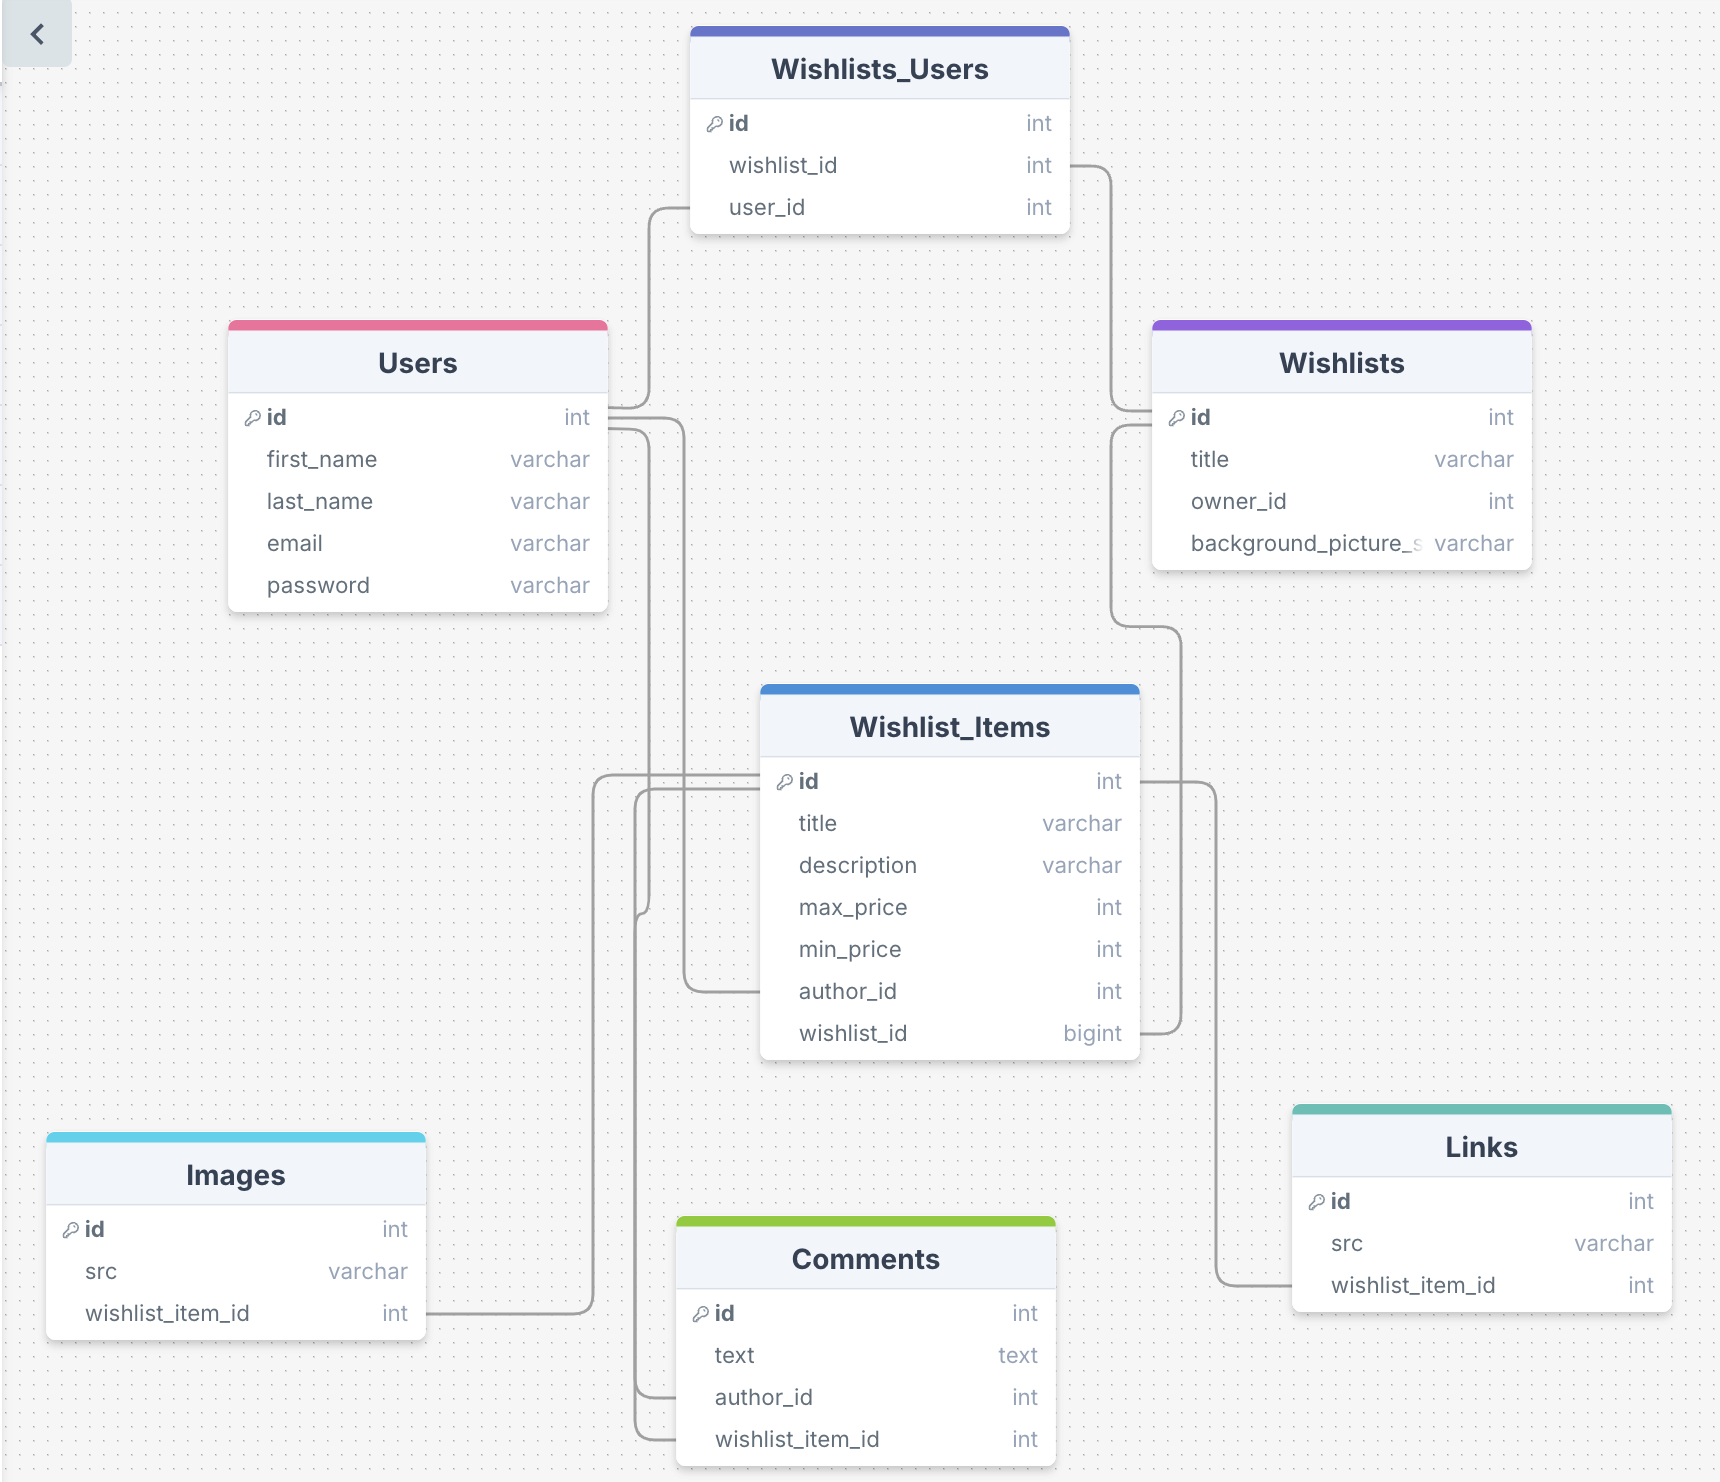 Wishlists_Users
id int
wishlist_id int
user_id int
Users
id int
first_name varchar
last_name varchar
email varchar
password varchar
Wishlists
id int
title varchar
owner_id int
background_picture_s varchar
Wishlist_Items
id int
title varchar
description varchar
max_price int
min_price int
author_id int
wishlist_id bigint
Images
id int
src varchar
wishlist_item_id int
Comments
id int
text text
author_id int
wishlist_item_id int
Links
id int
src varchar
wishlist_item_id int